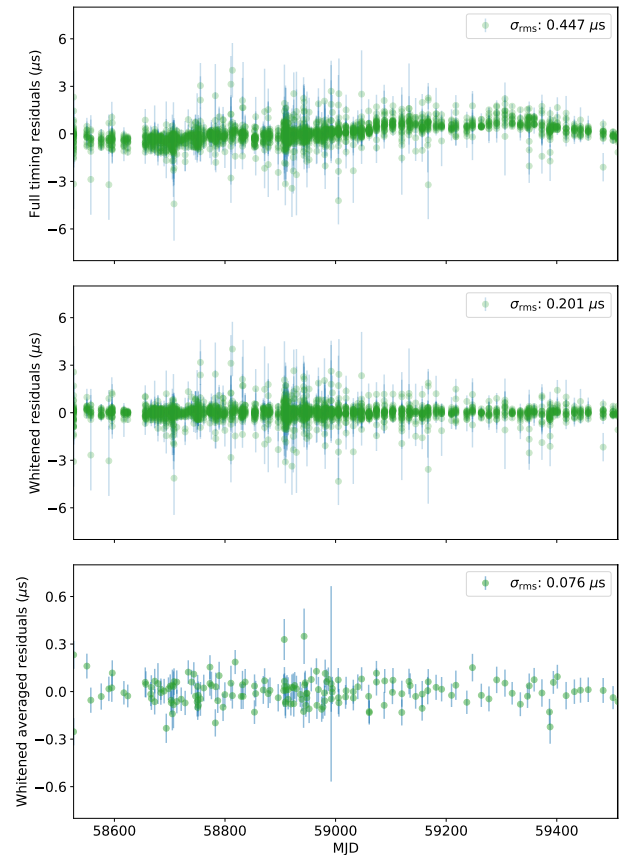 6
3
0
−3
−6
Full timing residuals (μs)
σrms: 0.447 μs
6
3
0
−3
−6
Whitened residuals (μs)
σrms: 0.201 μs
0.6
0.3
0.0
−0.3
−0.6
Whitened averaged residuals (μs)
σrms: 0.076 μs
58600 58800 59000 59200 59400
MJD